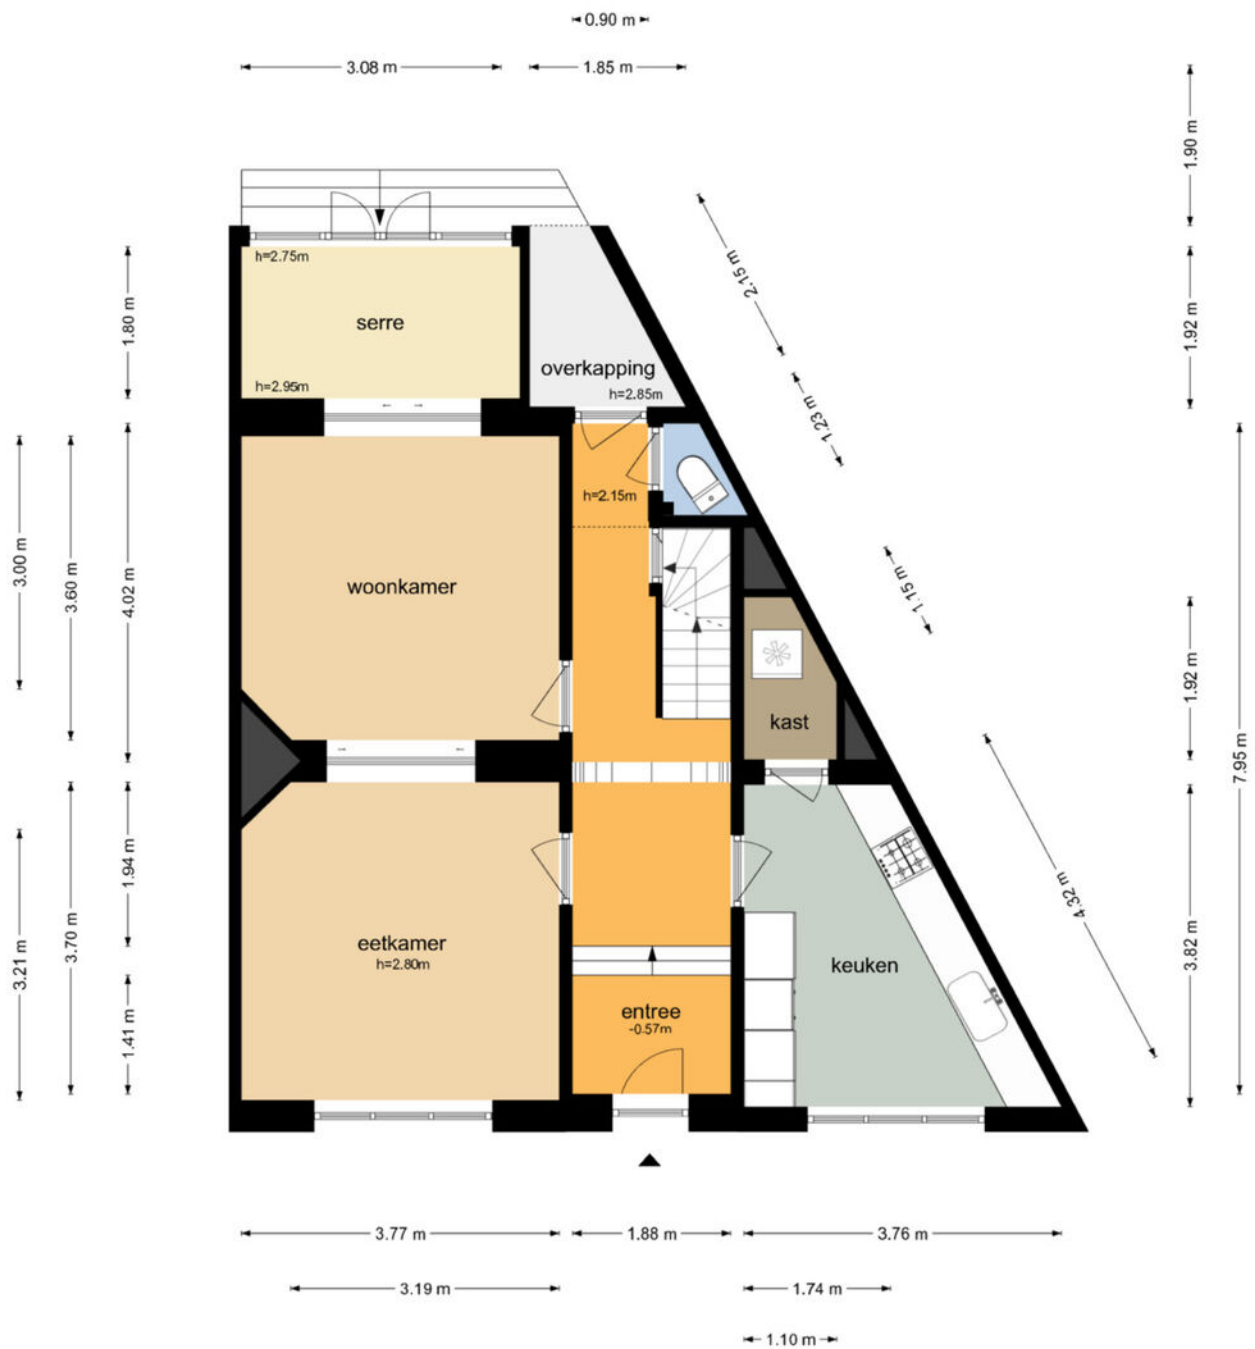 0.90 m
3.08 m
1.85 m
1.90 m
2.15 m
h=2.75m
serre
1.80 m
1.92 m
overkapping
h=2.95m
h=2.85m
1.23 m
h=2.15m
3.00 m
3.60 m
4.02 m
woonkamer
1.15 m
1.92 m
kast
7.95 m
1.94 m
4.32 m
3.21 m
3.70 m
eetkamer
h=2.80m
keuken
3.82 m
entree
-0.57m
1.41 m
3.77 m
1.88 m
3.76 m
3.19 m
1.74 m
1.10 m